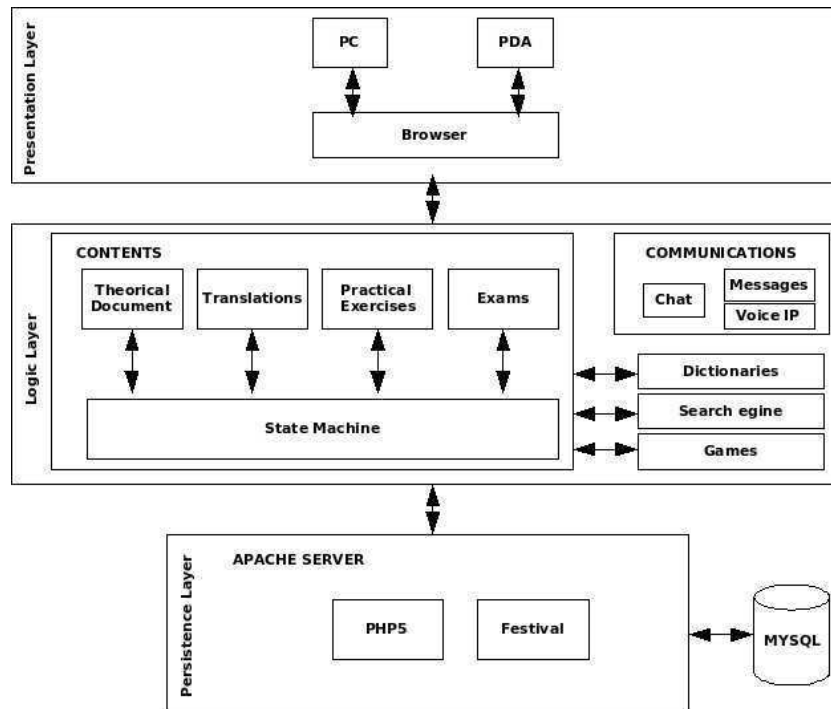 Presentation Layer
PC
PDA
Browser
Logic Layer
CONTENTS
Theorical
Document
Translations
Practical
Exercises
Exams
State Machine
COMMUNICATIONS
Chat
Messages
Voice IP
Dictionaries
Search egine
Games
Persistence Layer
APACHE SERVER
PHP5
Festival
MYSQL